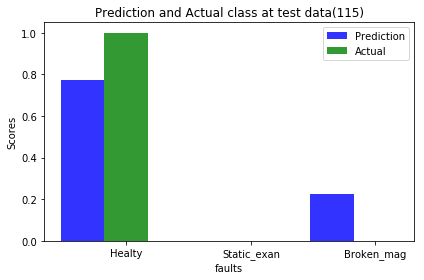 Prediction and Actual class at test data(115)
Prediction
Actual
Scores
1.0
0.8
0.6
0.4
0.2
0.0
Healty Static_exan Broken_mag
faults